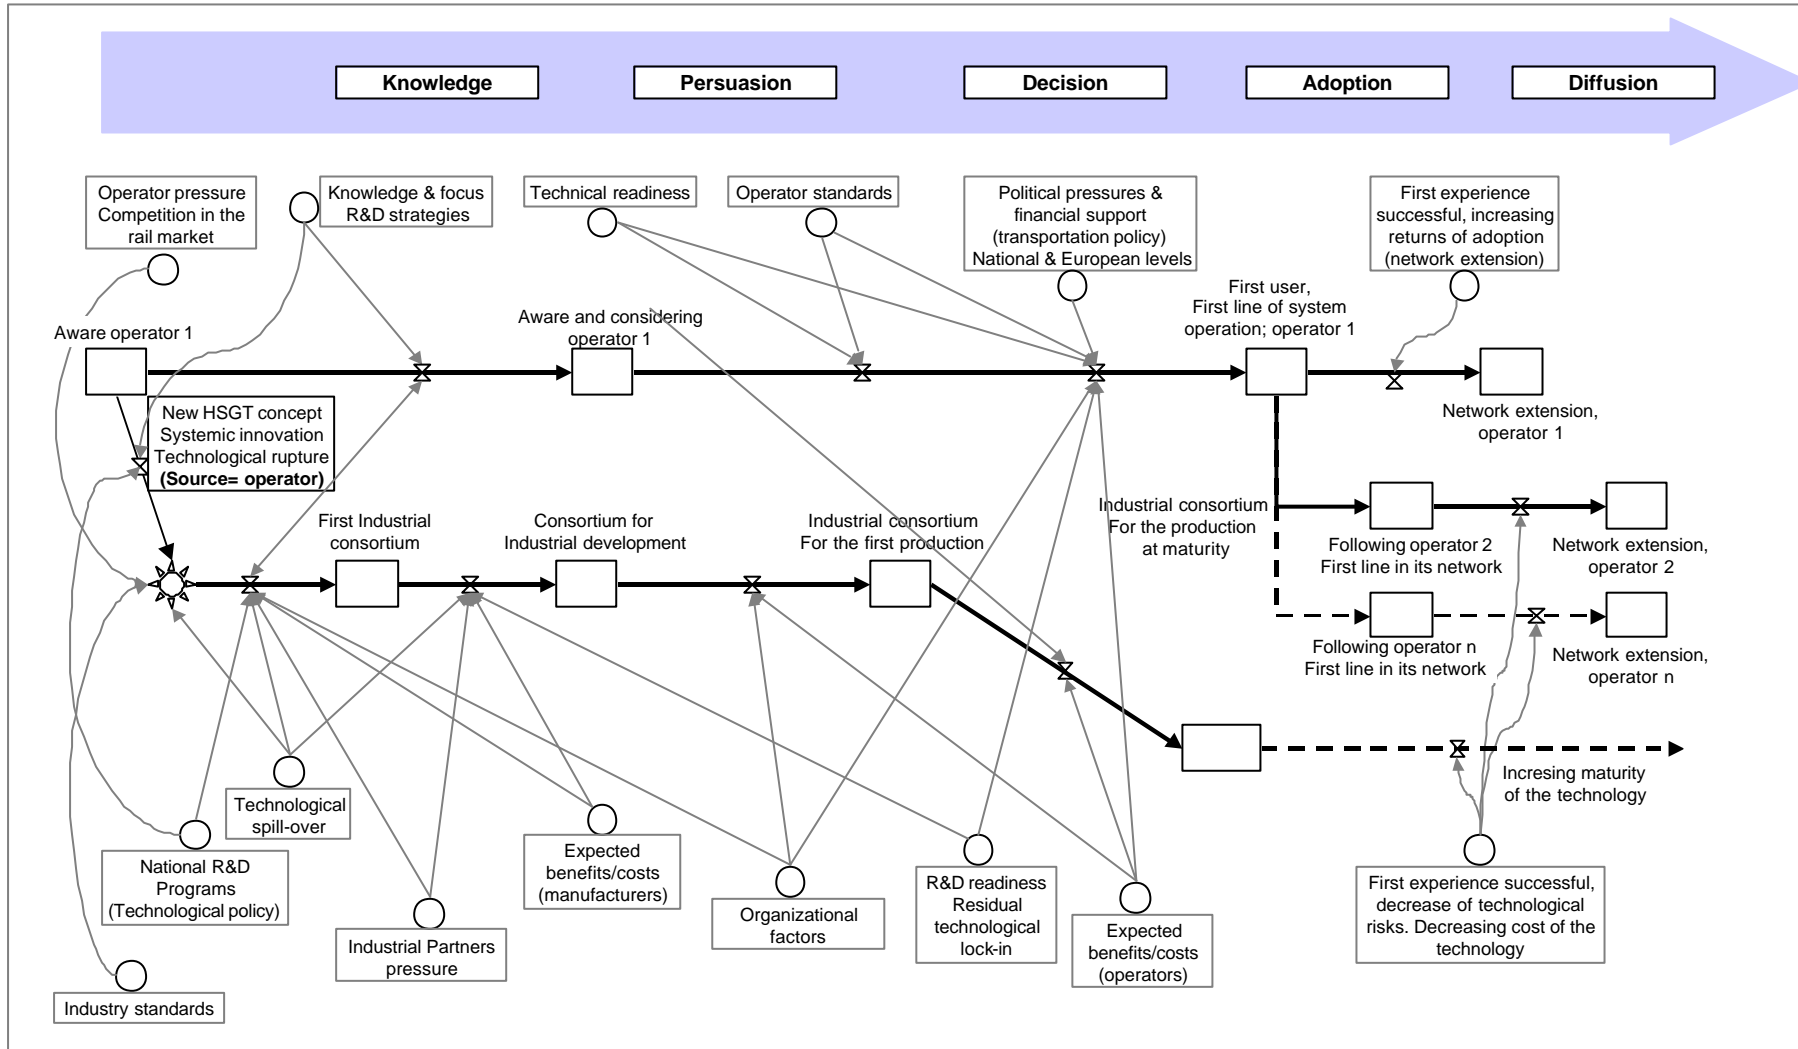 Knowledge
Persuasion
Decision
Adoption
Diffusion
Operator pressure
Competition in the
rail market
Knowledge & focus
R&D strategies
Technical readiness
Operator standards
Political pressures &
financial support
(transportation policy)
National & European levels
First experience
successful, increasing
returns of adoption
(network extension)
Aware operator 1
Aware and considering
operator 1
First user,
First line of system
operation; operator 1
Network extension,
operator 1
New HSGT concept
Systemic innovation
Technological rupture
(Source= operator)
First Industrial
consortium
Consortium for
Industrial development
Industrial consortium
For the first production
Industrial consortium
For the production
at maturity
Following operator 2
First line in its network
Network extension,
operator 2
Following operator n
First line in its network
Network extension,
operator n
Incresing maturity
of the technology
Technological
spill-over
National R&D
Programs
(Technological policy)
Industrial Partners
pressure
Expected
benefits/costs
(manufacturers)
Organizational
factors
R&D readiness
Residual
technological
lock-in
Expected
benefits/costs
(operators)
First experience successful,
decrease of technological
risks. Decreasing cost of the
technology
Industry standards